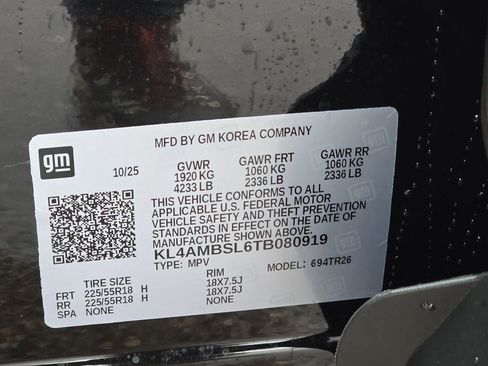 gm
MFD BY GM KOREA COMPANY
10/25 GVWR GAWR FRT GAWR RR
1920 KG 1060 KG 1060 KG
4233 LB 2336 LB 2336 LB
THIS VEHICLE CONFORMS TO ALL
APPLICABLE U.S. FEDERAL MOTOR
VEHICLE SAFETY AND THEFT PREVENTION
STANDARDS IN EFFECT ON THE DATE OF
MANUFACTURE SHOWN ABOVE.
KL4AMBSL6TB080919
TYPE: MPV MODEL: 694TR26
TIRE SIZE RIM
FRT 225/55R18 H 18X7.5J
RR 225/55R18 H 18X7.5J
SPA NONE NONE